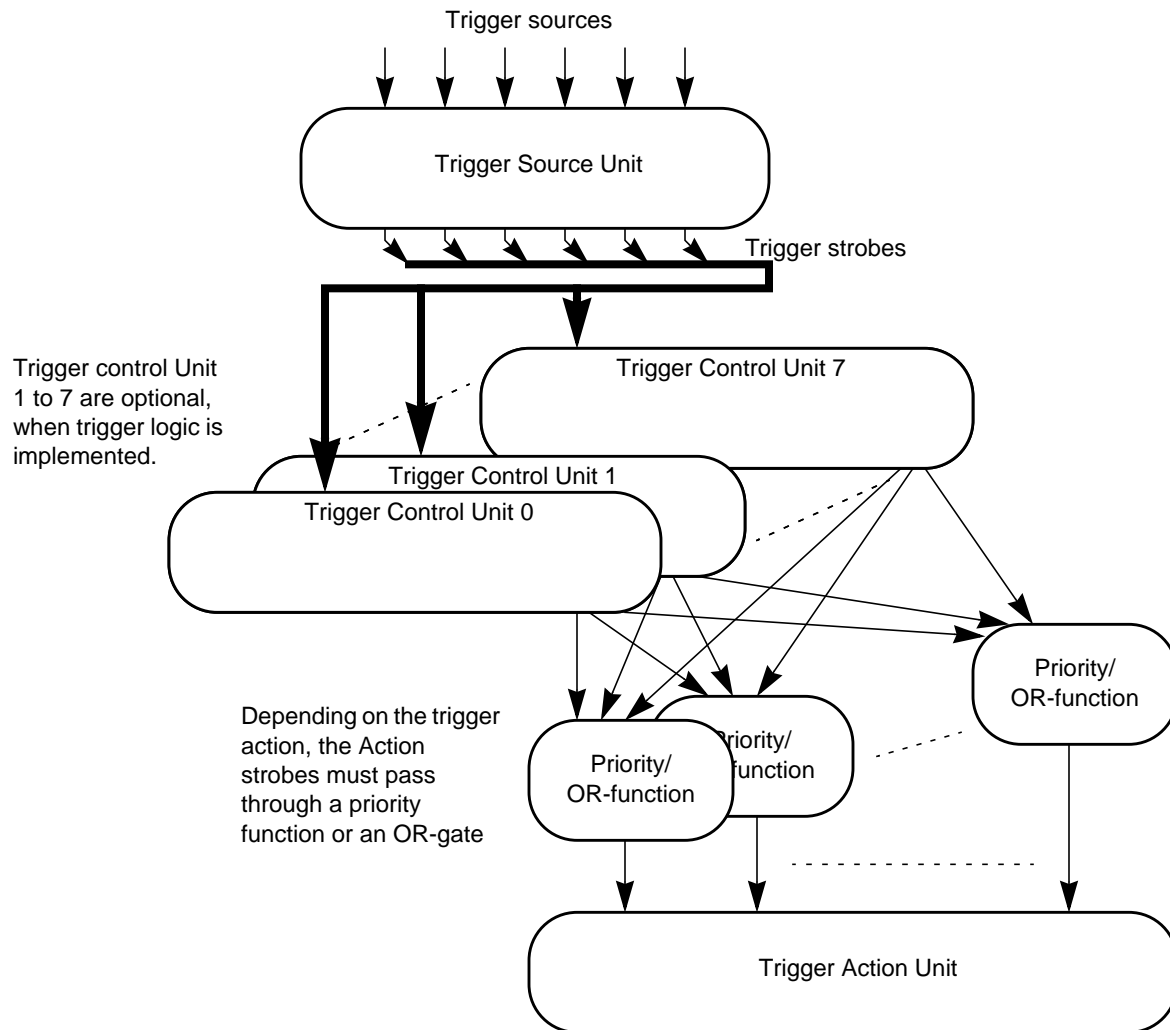 Trigger sources
Trigger Source Unit
Trigger strobes
Trigger control Unit
1 to 7 are optional,
when trigger logic is
implemented.
Trigger Control Unit 7
Trigger Control Unit 1
Trigger Control Unit 0
Priority/
OR-function
Depending on the trigger
action, the Action
strobes must pass
through a priority
function or an OR-gate
Priority/
OR-function
riority/
function
Trigger Action Unit